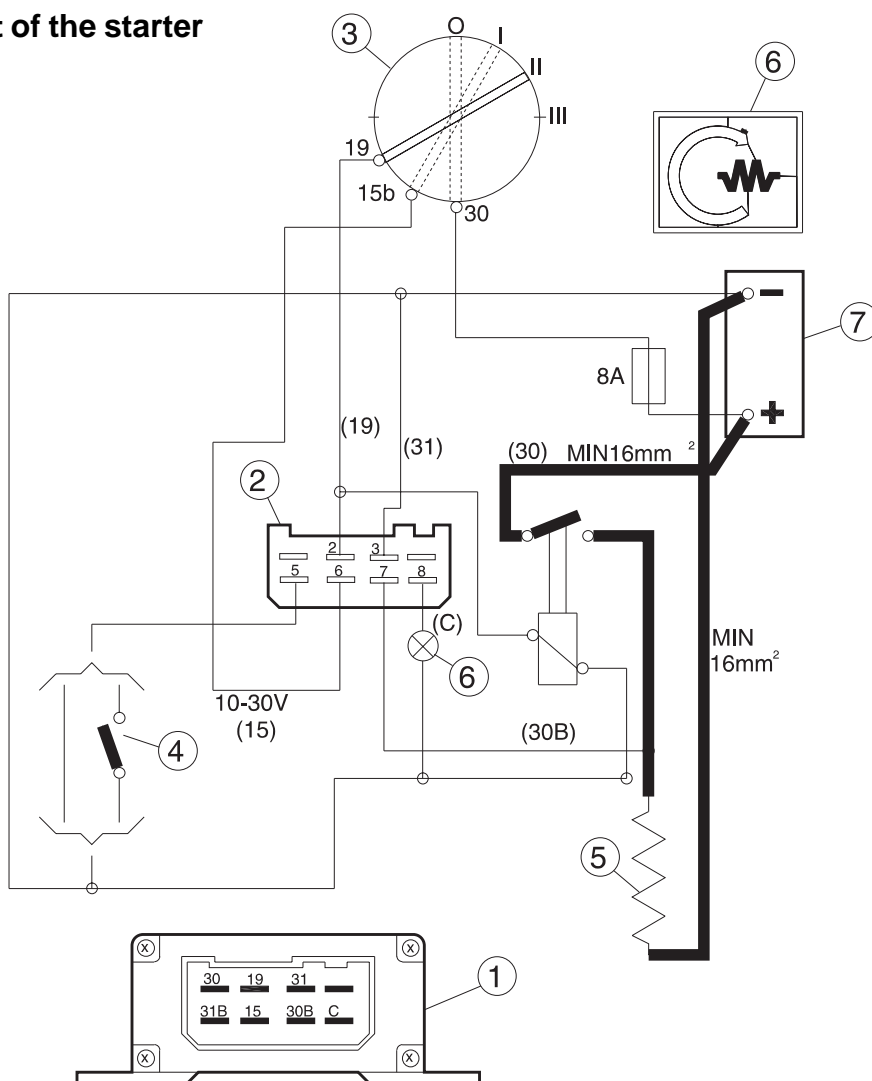 t of the starter
3
O
I
II
III
6
19
15b
30
7
8A
(19)
(31)
(30) MIN16mm 2
2
2 3
5 6 7 8
(C)
6
MIN
16mm2
10-30V
(15)
(30B)
4
5
1
30 19 31
31B 15 30B C
x x
x x